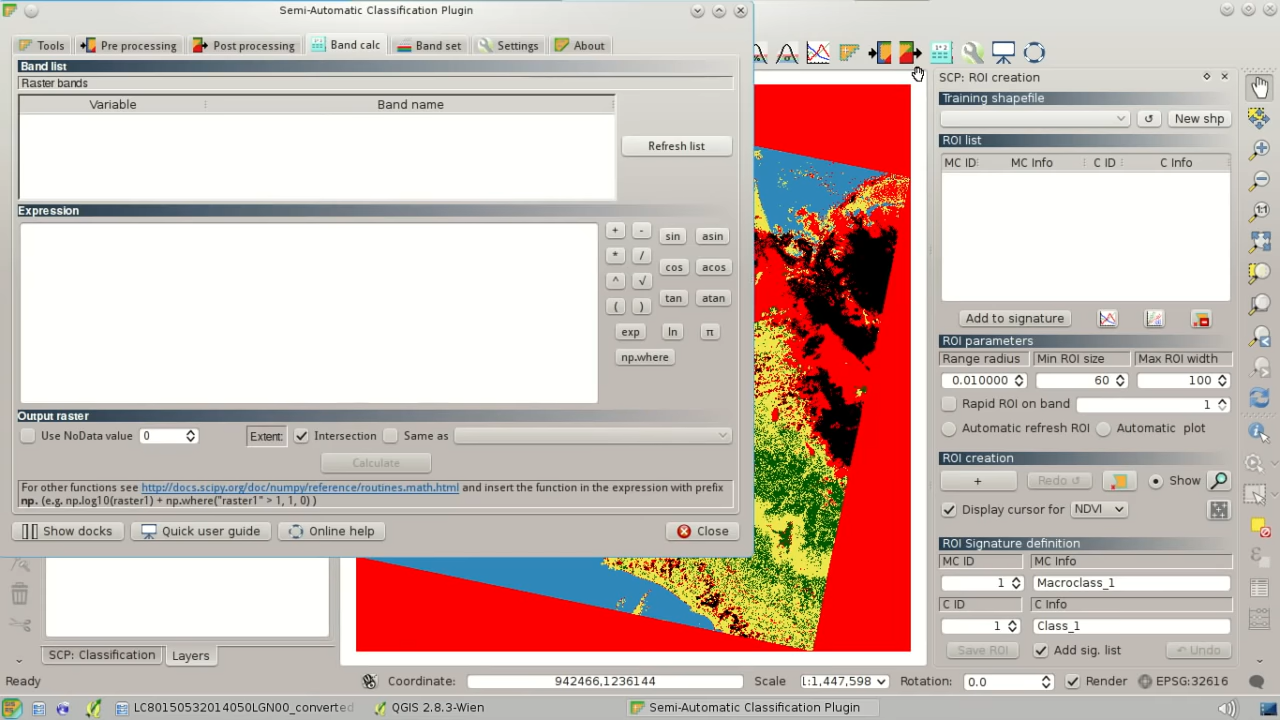 Semi-Automatic Classification Plugin
Tools
Pre processing
Post processing
Band calc
Band set
Settings
About
Band list
Raster bands
Variable
Band name
Refresh list
Expression
+
-
sin
asin
*
/
cos
acos
^
√
tan
atan
(
)
exp
ln
π
np.where
Output raster
Use NoData value
0
Extent:
Intersection
Same as
Calculate
For other functions see http://docs.scipy.org/doc/numpy/reference/routines.math.html and insert the function in the expression with prefix
np. (e.g. np.log10(raster1) + np.where("raster1" > 1, 1, 0) )
Show docks
Quick user guide
Online help
Close
SCP: ROI creation
Training shapefile
New shp
ROI list
MC ID
MC Info
C ID
C Info
Add to signature
ROI parameters
Range radius
Min ROI size
Max ROI width
0.010000
60
100
Rapid ROI on band
1
Automatic refresh ROI
Automatic plot
ROI creation
+
Redo ↺
Show
Display cursor for
NDVI
ROI Signature definition
MC ID
MC Info
1
Macroclass_1
C ID
C Info
1
Class_1
Save ROI
Add sig. list
Undo
SCP: Classification
Layers
Ready
Coordinate:
942466,1236144
Scale
1:1,447,598
Rotation:
0.0
Render
EPSG:32616
LC80150532014050LGN00_converted
QGIS 2.8.3-Wien
Semi-Automatic Classification Plugin